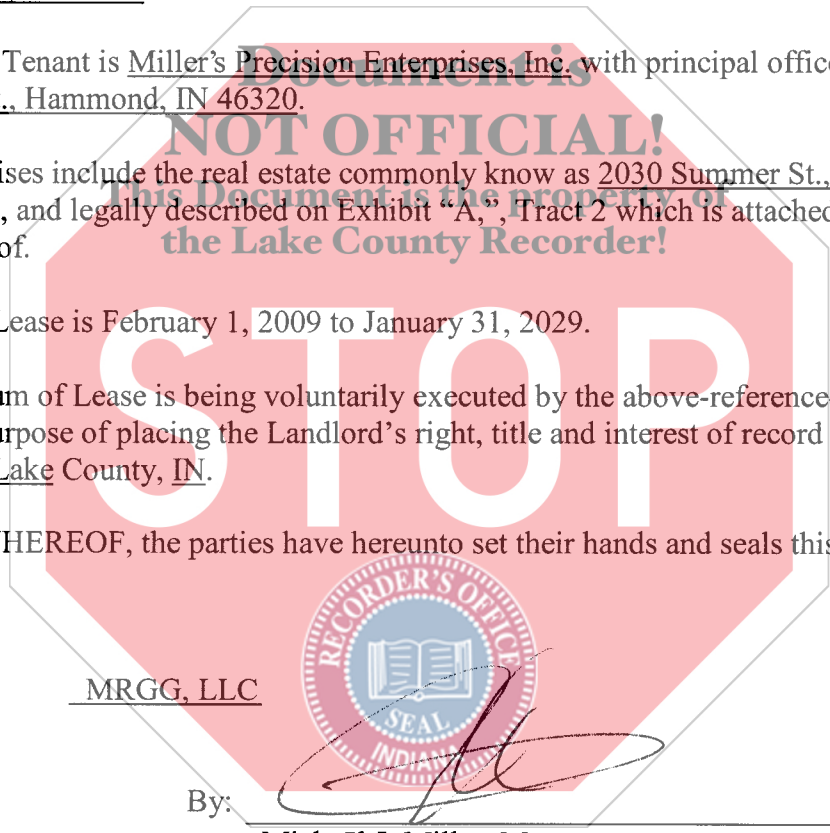 Tenant is Miller's Precision Enterprises, Inc. with principal office
., Hammond, IN 46320.
ises include the real estate commonly know as 2030 Summer St.,
, and legally described on Exhibit "A,", Tract 2 which is attached
of.
Lease is February 1, 2009 to January 31, 2029.
um of Lease is being voluntarily executed by the above-reference
urpose of placing the Landlord's right, title and interest of record
Lake County, IN.
HEREOF, the parties have hereunto set their hands and seals this
MRGG, LLC
By:
Document is
NOT OFFICIAL!
This Document is the property of
the Lake County Recorder!
STOP
RECORDER'S OFFICE
SEAL
INDIANA